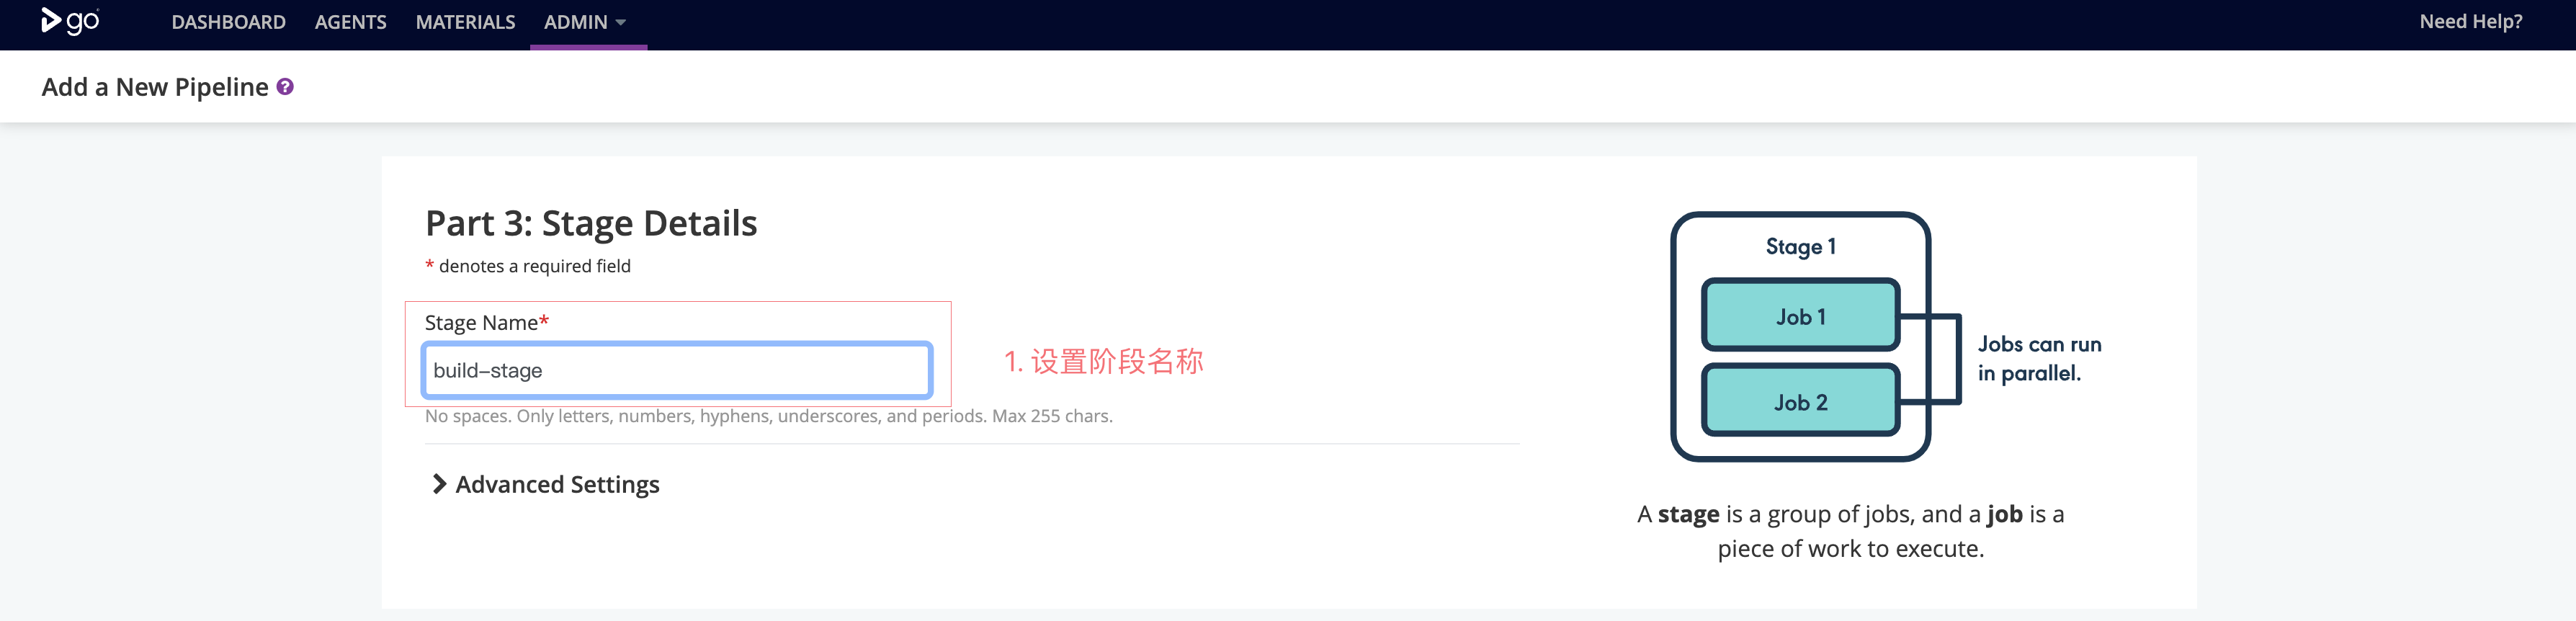 go DASHBOARD AGENTS MATERIALS ADMIN Need Help?
Add a New Pipeline ?
Part 3: Stage Details
* denotes a required field
Stage Name*
build-stage
1. 设置阶段名称
No spaces. Only letters, numbers, hyphens, underscores, and periods. Max 255 chars.
Advanced Settings
Stage 1
Job 1
Job 2
Jobs can run
in parallel.
A stage is a group of jobs, and a job is a
piece of work to execute.